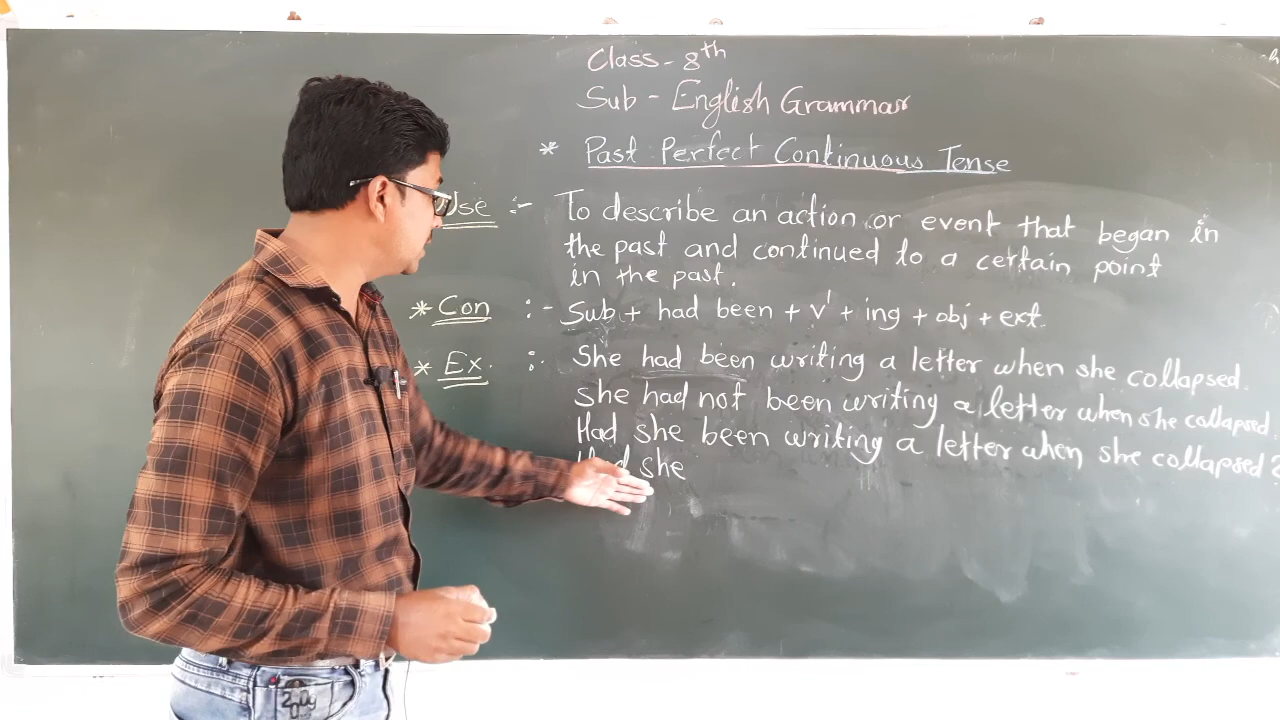 Class - 8th
Sub - English Grammar
* Past Perfect Continuous Tense
Use :- To describe an action or event that began in
the past and continued to a certain point
in the past.
* Con :- Sub + had been + v1 + ing + obj + ext.
* Ex. :- She had been writing a letter when she collapsed.
She had not been writing a letter when she collapsed.
Had she been writing a letter when she collapsed?
Had she